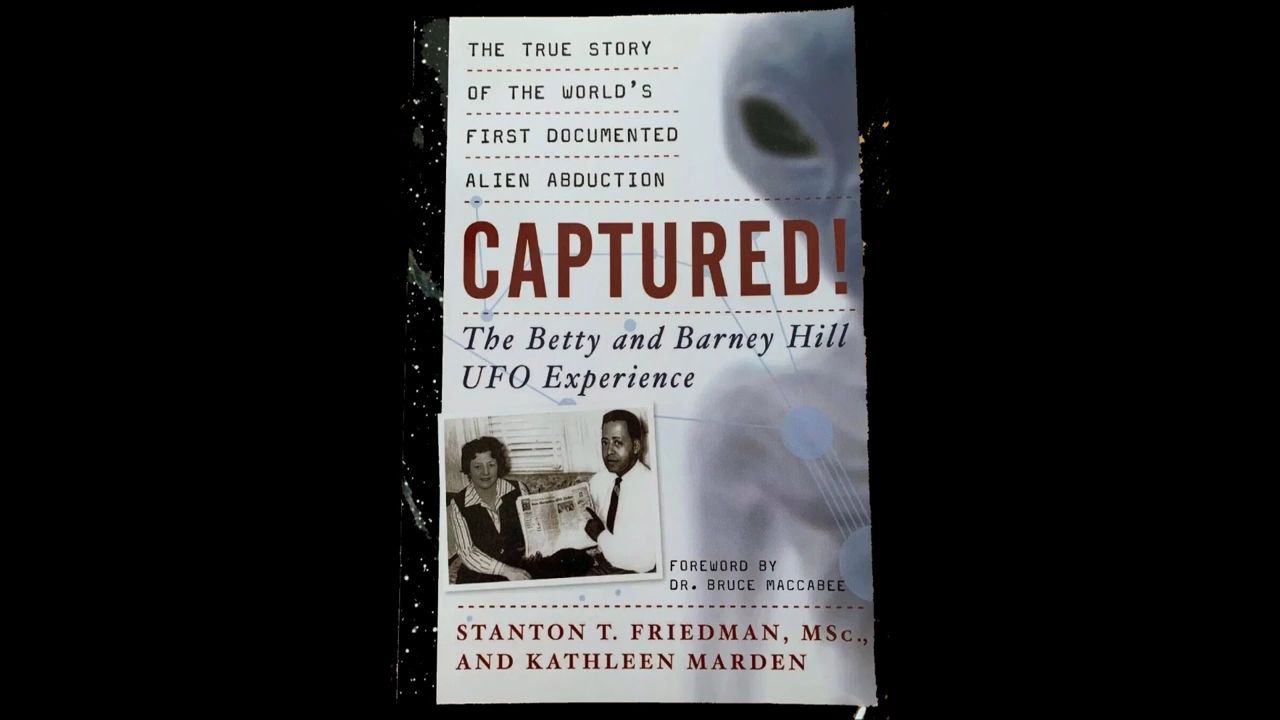 THE TRUE STORY
OF THE WORLD'S
FIRST DOCUMENTED
ALIEN ABDUCTION
CAPTURED!
The Betty and Barney Hill
UFO Experience
FOREWORD BY
DR. BRUCE MACCABEE
STANTON T. FRIEDMAN, MSc.,
AND KATHLEEN MARDEN